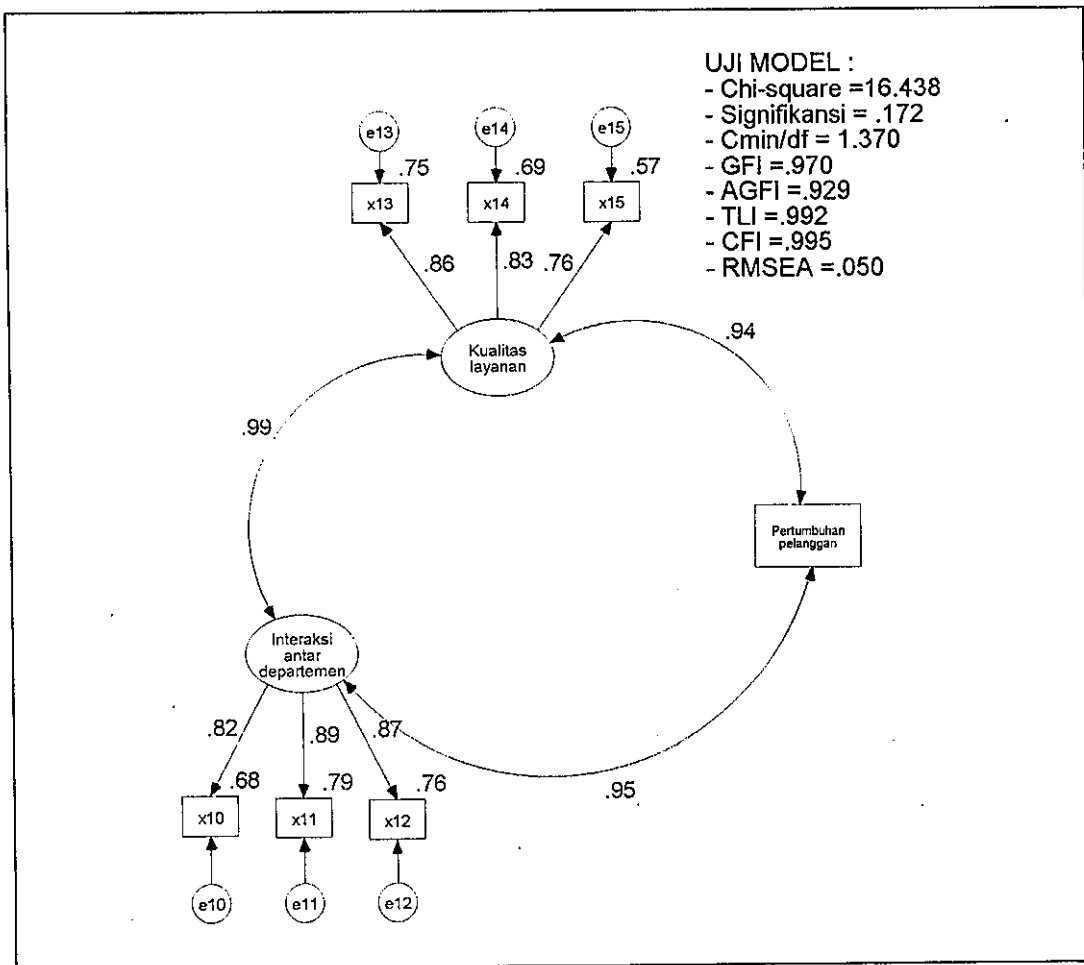 UJI MODEL :
- Chi-square =16.438
- Signifikansi = .172
- Cmin/df = 1.370
- GFI =.970
- AGFI =.929
- TLI =.992
- CFI =.995
- RMSEA =.050
e13
e14
e15
.75
.69
.57
x13
x14
x15
.86
.83
.76
Kualitas
layanan
.94
.99
Pertumbuhan
pelanggan
Interaksi
antar
departemen
.82
.89
.87
.95
.68
.79
.76
x10
x11
x12
e10
e11
e12